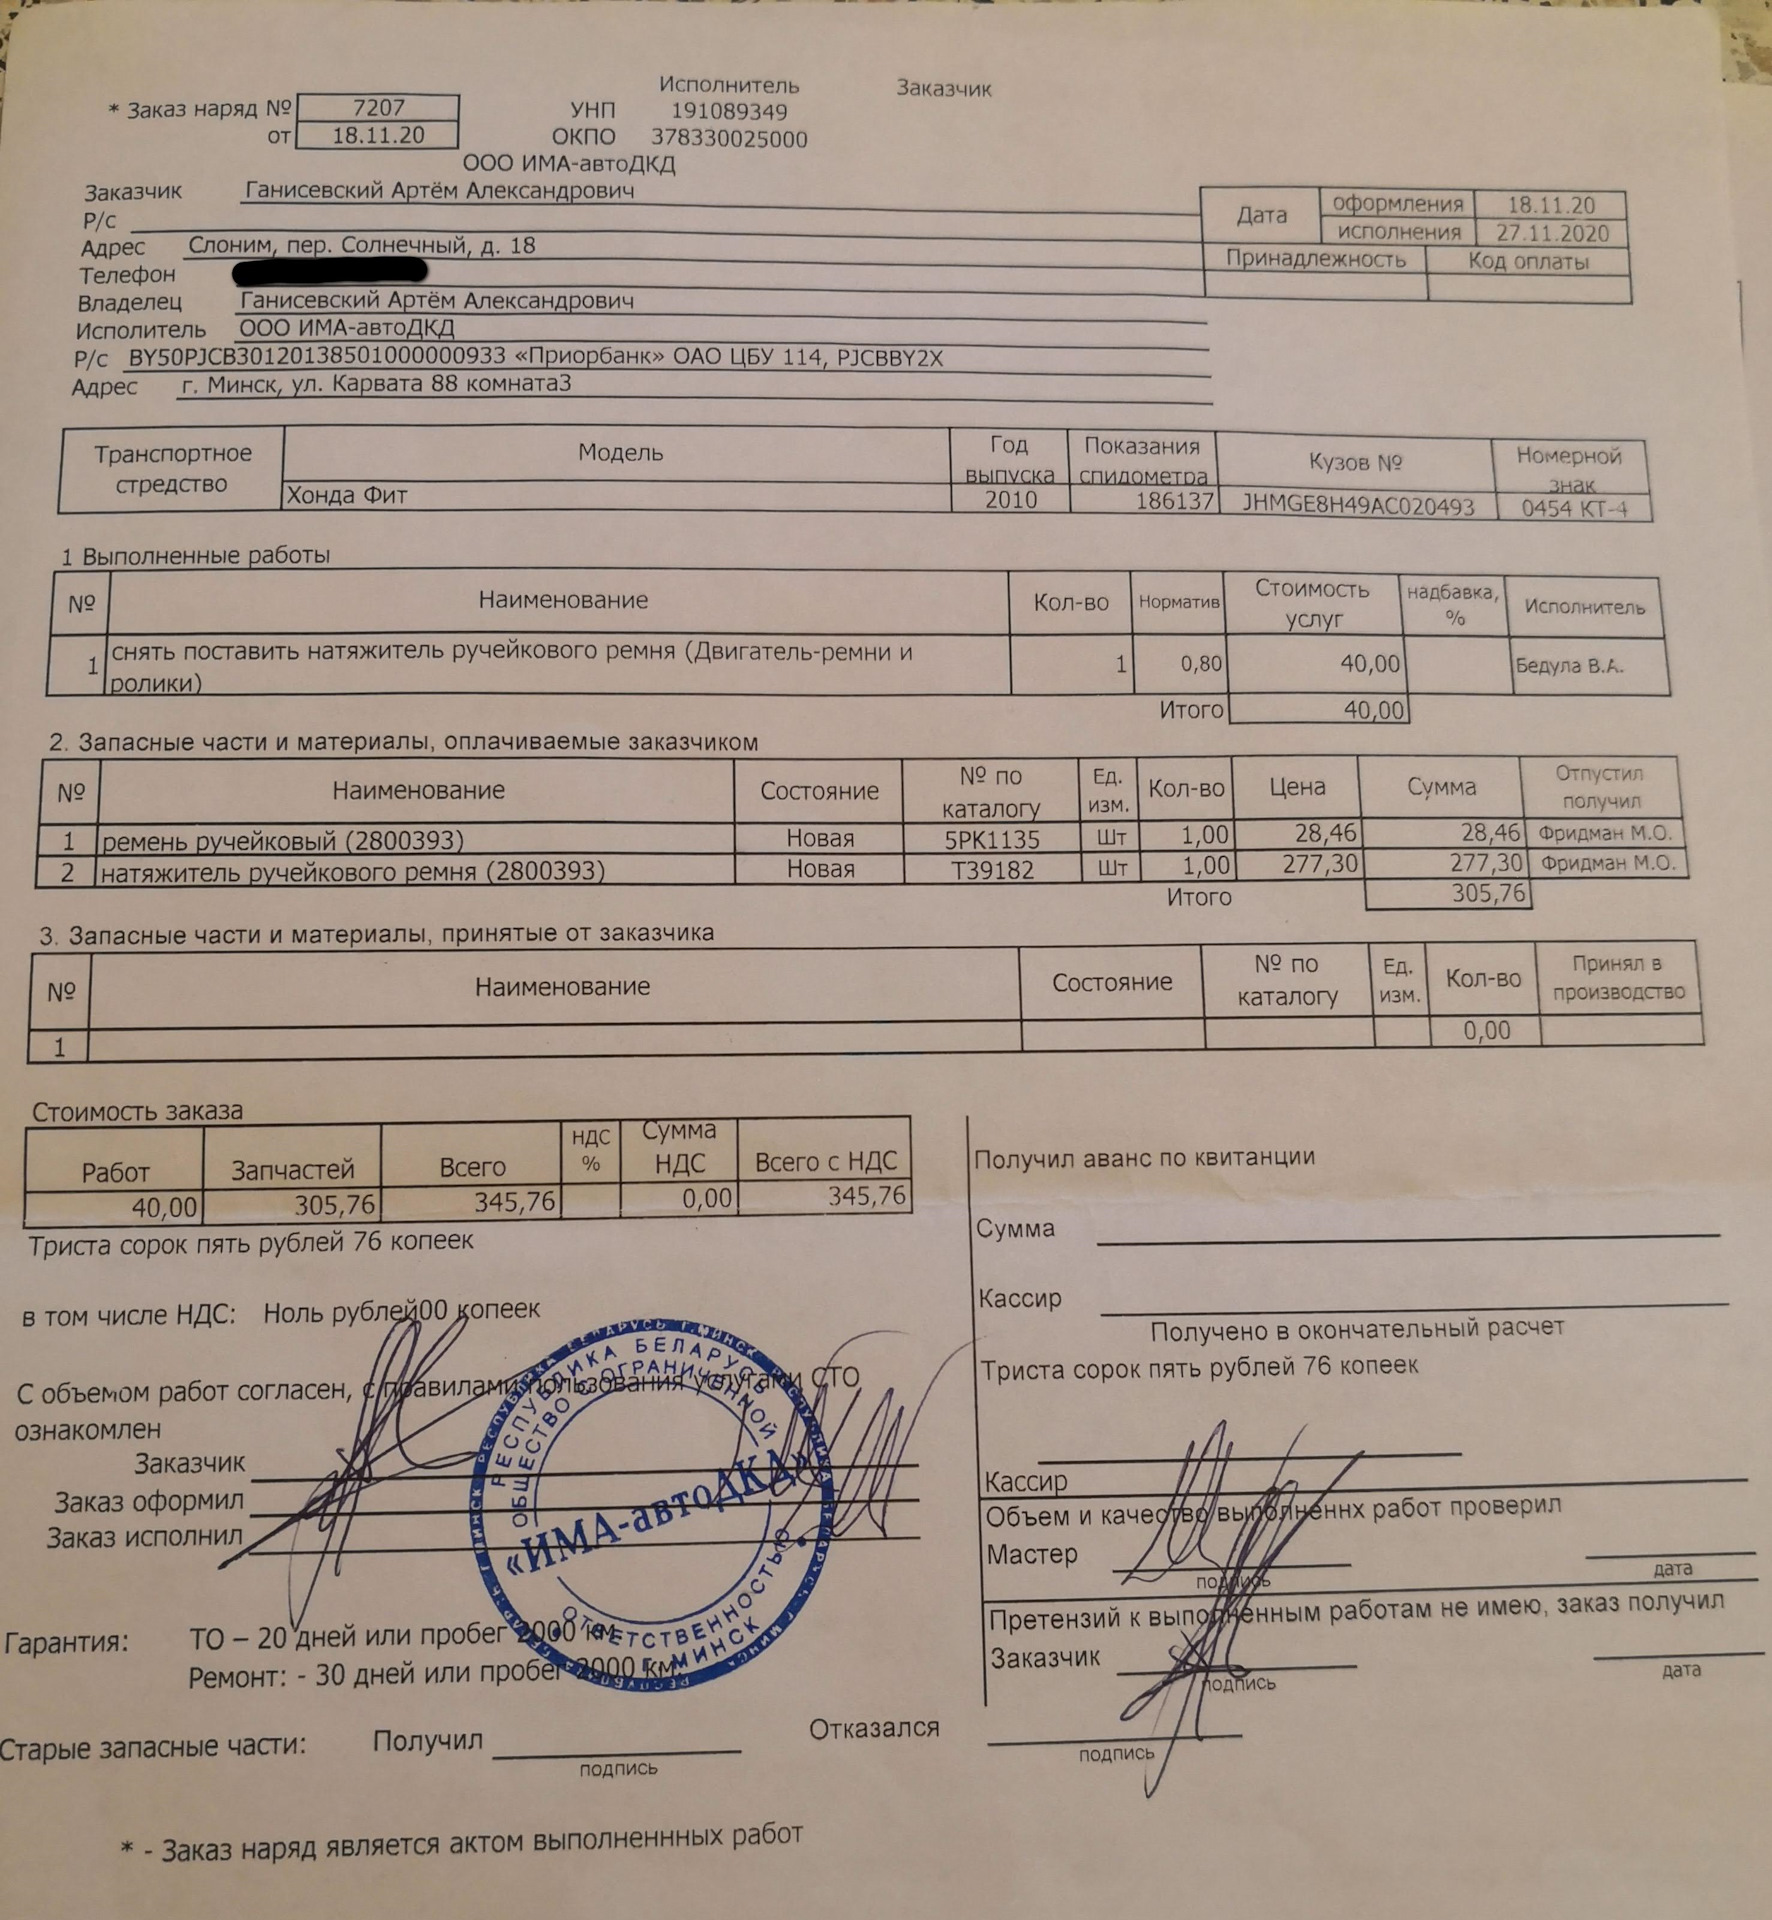 Исполнитель Заказчик
* Заказ наряд № 7207 УНП 191089349
от 18.11.20 ОКПО 378330025000
ООО ИМА-автоДКД
Заказчик Ганисевский Артём Александрович
Р/с
Адрес Слоним, пер. Солнечный, д. 18
Телефон
Владелец Ганисевский Артём Александрович
Исполитель ООО ИМА-автоДКД
Р/с BY50PJCB30120138501000000933 «Приорбанк» ОАО ЦБУ 114, PJCBBY2X
Адрес г. Минск, ул. Карвата 88 комната3
Дата оформления 18.11.20
исполнения 27.11.2020
Принадлежность Код оплаты
Транспортное стредство Модель Год выпуска Показания спидометра Кузов № Номерной знак
Хонда Фит 2010 186137 JHMGE8H49AC020493 0454 КТ-4
1 Выполненные работы
№ Наименование Кол-во Норматив Стоимость услуг надбавка, % Исполнитель
1 снять поставить натяжитель ручейкового ремня (Двигатель-ремни и ролики) 1 0,80 40,00 Бедула В.А.
Итого 40,00
2. Запасные части и материалы, оплачиваемые заказчиком
№ Наименование Состояние № по каталогу Ед. изм. Кол-во Цена Сумма Отпустил получил
1 ремень ручейковый (2800393) Новая 5PK1135 Шт 1,00 28,46 28,46 Фридман М.О.
2 натяжитель ручейкового ремня (2800393) Новая T39182 Шт 1,00 277,30 277,30 Фридман М.О.
Итого 305,76
3. Запасные части и материалы, принятые от заказчика
№ Наименование Состояние № по каталогу Ед. изм. Кол-во Принял в производство
1 0,00
Стоимость заказа
Работ Запчастей Всего НДС % Сумма НДС Всего с НДС
40,00 305,76 345,76 0,00 345,76
Триста сорок пять рублей 76 копеек
в том числе НДС: Ноль рублей00 копеек
С объемом работ согласен, с правилами пользования услугами СТО
ознакомлен
Заказчик
Заказ оформил
Заказ исполнил
РЕСПУБЛИКА БЕЛАРУСЬ Г.МИНСК
РЕСПУБЛИКА БЕЛАРУСЬ
ОБЩЕСТВО С ОГРАНИЧЕННОЙ
«ИМА-автоДКД»
ОТВЕТСТВЕННОСТЬЮ
Г. МИНСК
Гарантия: ТО – 20 дней или пробег 2000 км
Ремонт: - 30 дней или пробег 2000 км.
Получил аванс по квитанции
Сумма
Кассир
Получено в окончательный расчет
Триста сорок пять рублей 76 копеек
Кассир
Объем и качество выполненнх работ проверил
Мастер
подпись дата
Претензий к выполненным работам не имею, заказ получил
Заказчик
подпись дата
Старые запасные части: Получил Отказался
подпись подпись
* - Заказ наряд является актом выполненнных работ